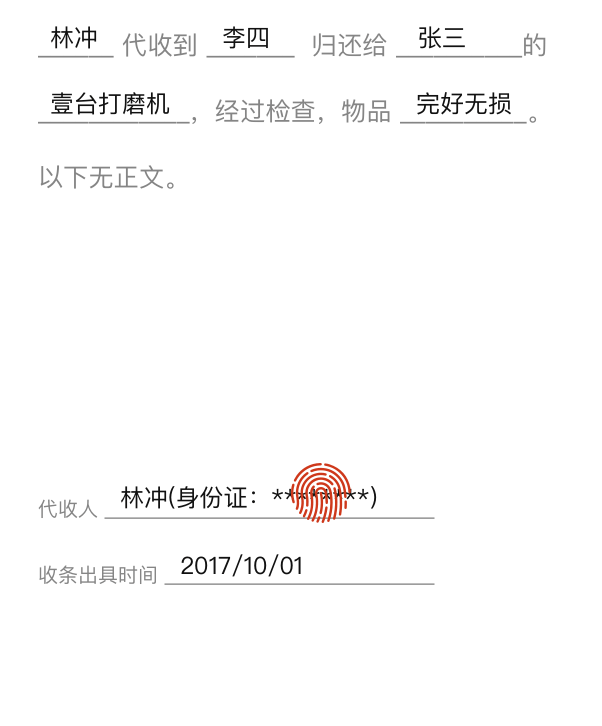 林冲 代收到 李四 归还给 张三 的
壹台打磨机，经过检查，物品 完好无损。
以下无正文。
代收人 林冲(身份证：********)
收条出具时间 2017/10/01